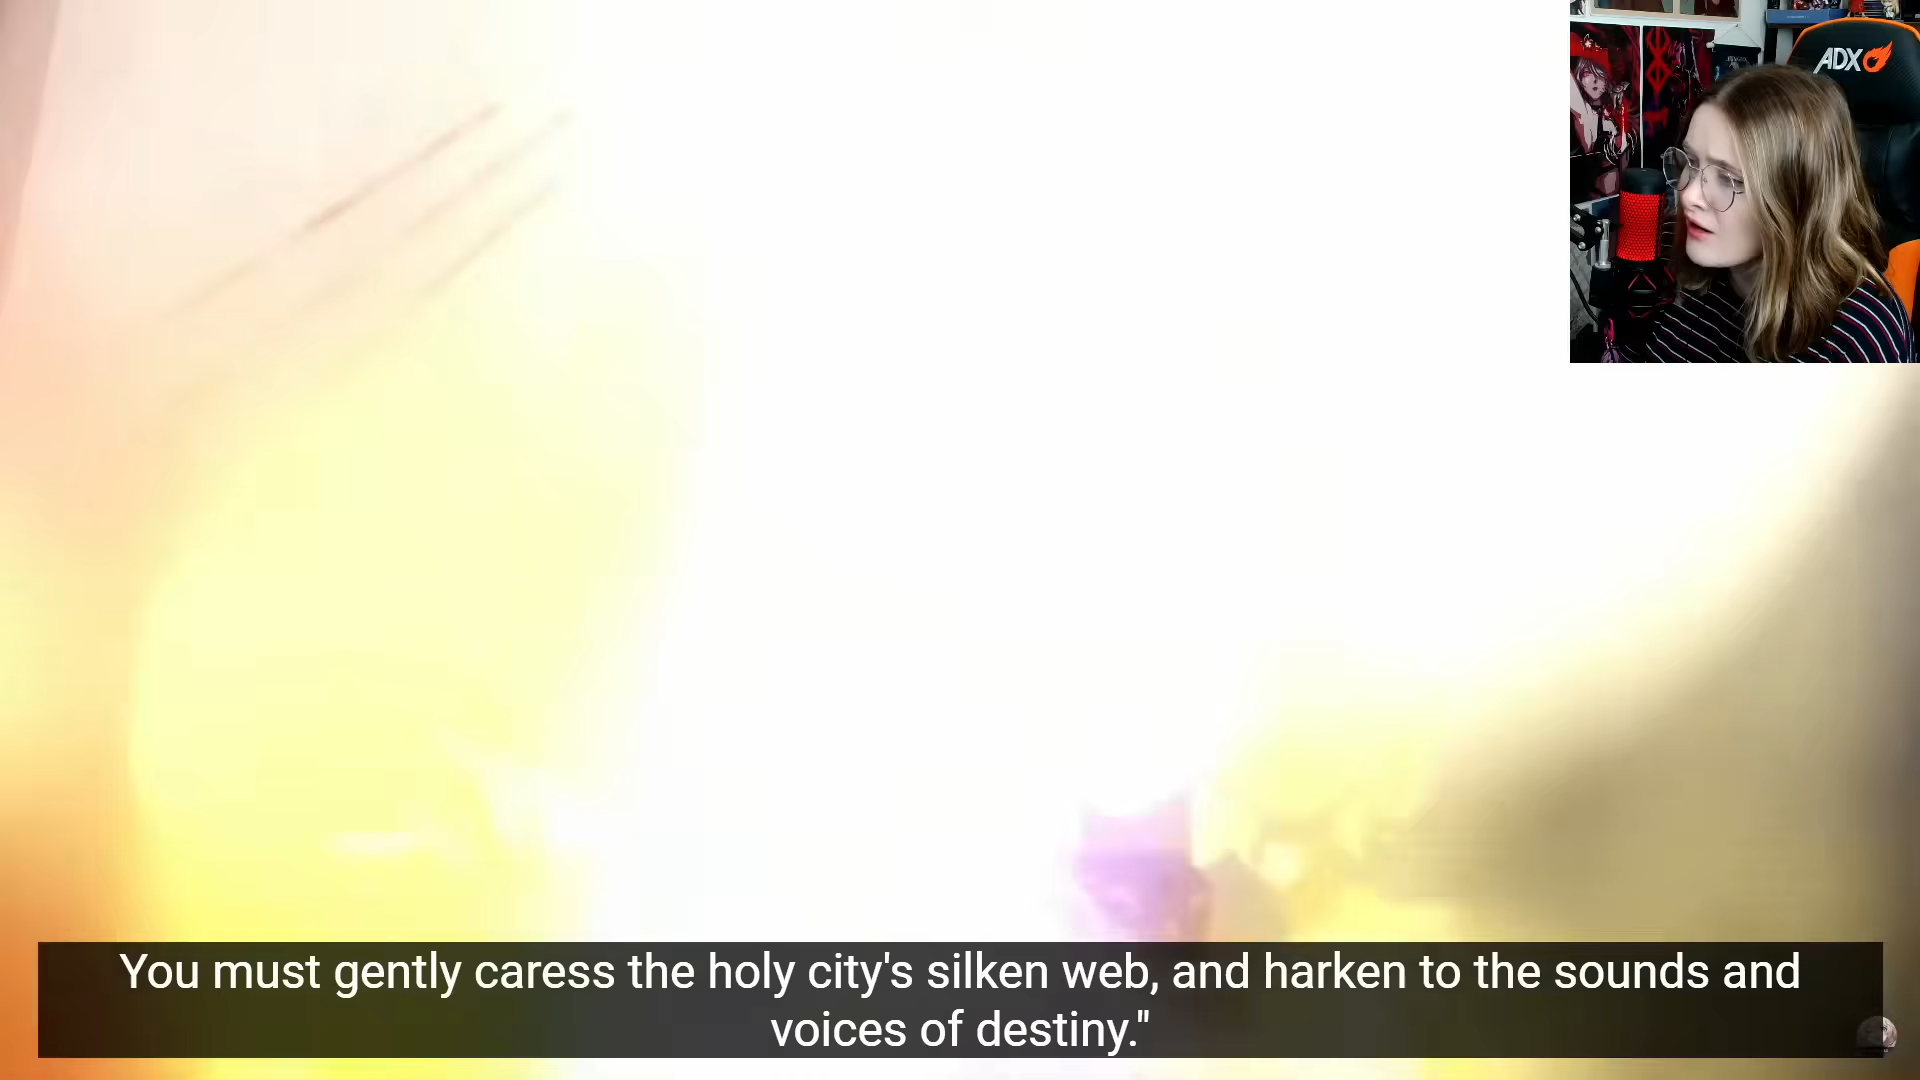 ADX
You must gently caress the holy city's silken web, and harken to the sounds and
voices of destiny."